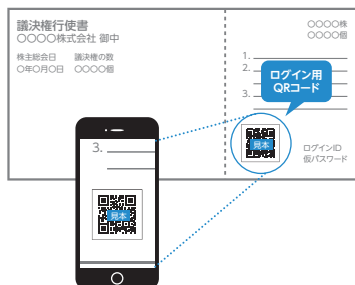 議決権行使書
○○○○株式会社 御中
株主総会日 議決権の数
○年○月○日 ○○○○個
○○○○株
○○○○個
1.
2.
3.
ログイン用
QRコード
見本
ログインID
仮パスワード
3.
見本